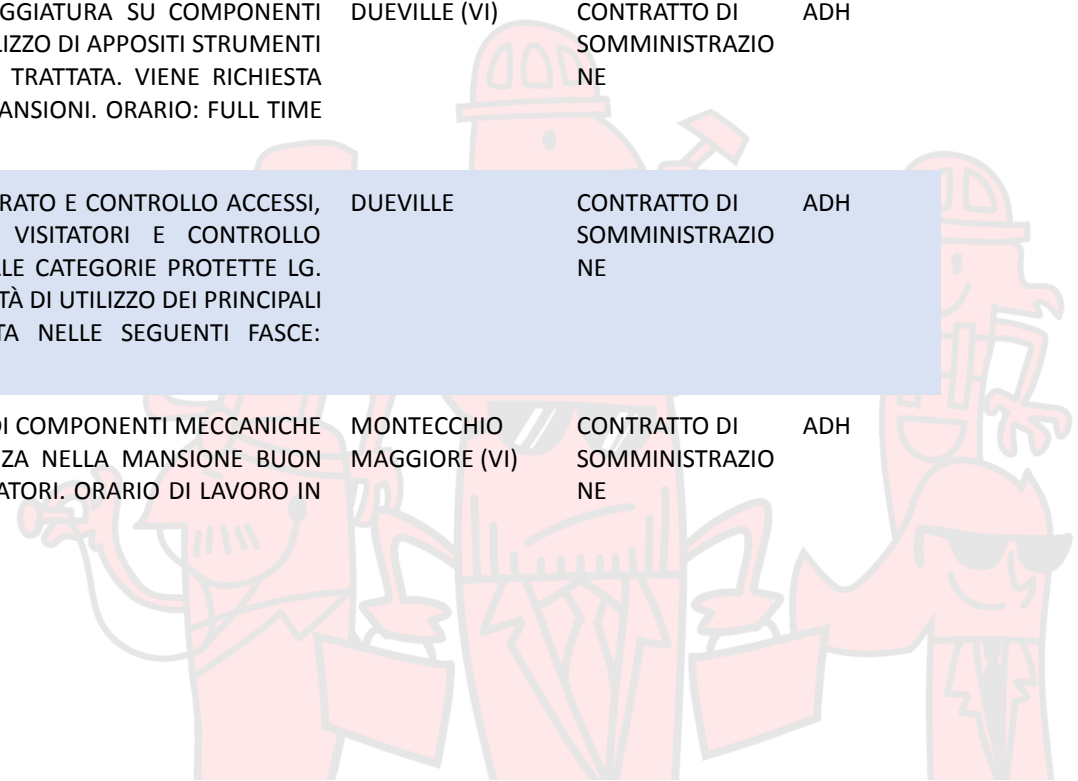 GGIATURA SU COMPONENTI DUEVILLE (VI) CONTRATTO DI ADH
LIZZO DI APPOSITI STRUMENTI SOMMINISTRAZIO
TRATTATA. VIENE RICHIESTA NE
ANSIONI. ORARIO: FULL TIME
RATO E CONTROLLO ACCESSI, DUEVILLE CONTRATTO DI ADH
VISITATORI E CONTROLLO SOMMINISTRAZIO
LLE CATEGORIE PROTETTE LG. NE
TÀ DI UTILIZZO DEI PRINCIPALI
TA NELLE SEGUENTI FASCE:
DI COMPONENTI MECCANICHE MONTECCHIO CONTRATTO DI ADH
ZA NELLA MANSIONE BUON MAGGIORE (VI) SOMMINISTRAZIO
ATORI. ORARIO DI LAVORO IN NE